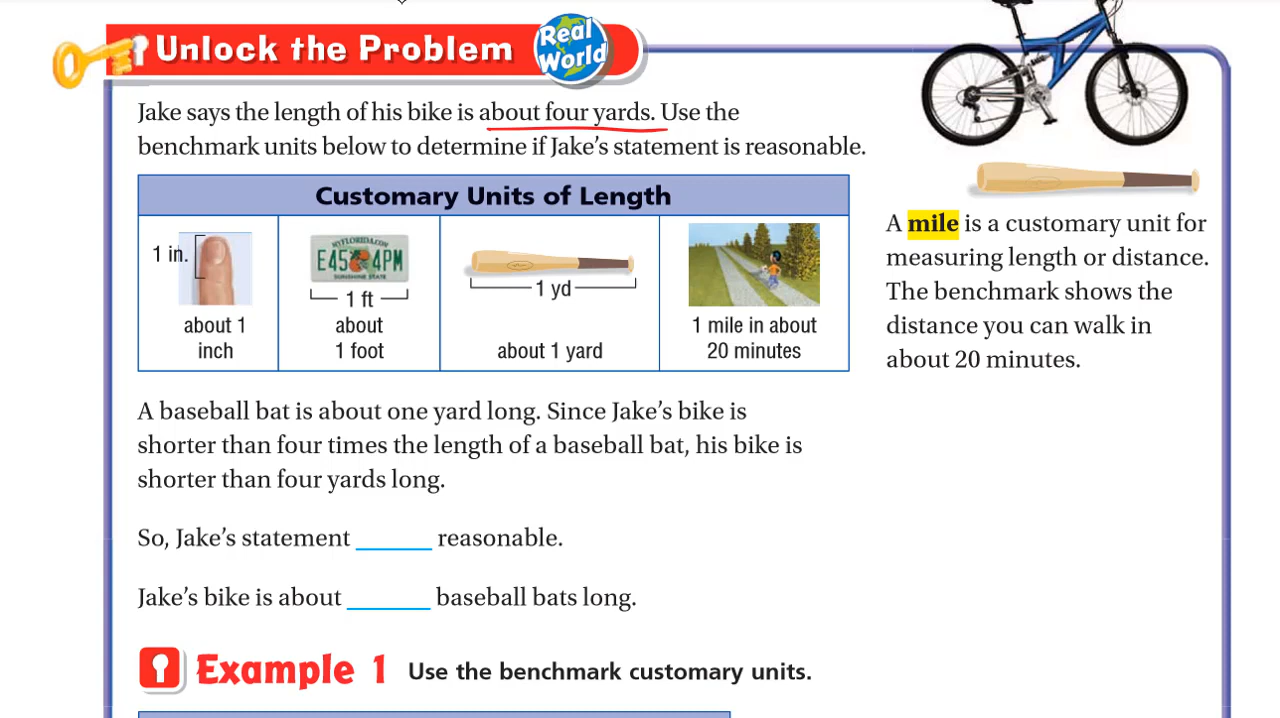 Unlock the Problem
Real
World
Jake says the length of his bike is about four yards. Use the
benchmark units below to determine if Jake's statement is reasonable.
Customary Units of Length
1 in.
about 1
inch
MYFLORIDA.COM
E45 4PM
SUNSHINE STATE
1 ft
about
1 foot
1 yd
about 1 yard
1 mile in about
20 minutes
A mile is a customary unit for
measuring length or distance.
The benchmark shows the
distance you can walk in
about 20 minutes.
A baseball bat is about one yard long. Since Jake's bike is
shorter than four times the length of a baseball bat, his bike is
shorter than four yards long.
So, Jake's statement ______ reasonable.
Jake's bike is about ______ baseball bats long.
Example 1 Use the benchmark customary units.